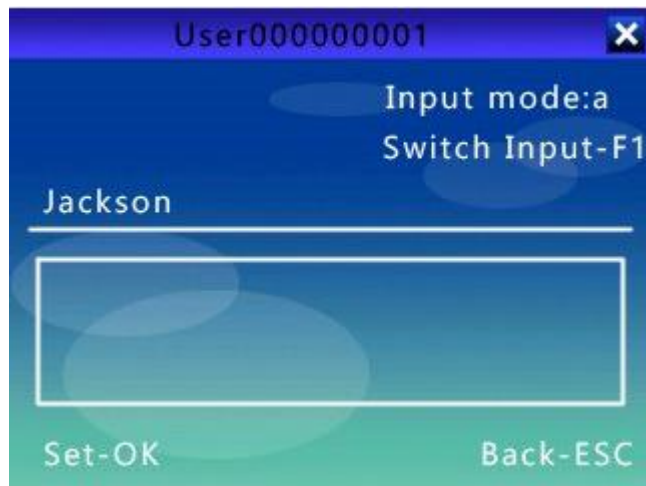 User000000001
Input mode:a
Switch Input-F1
Jackson
Set-OK
Back-ESC